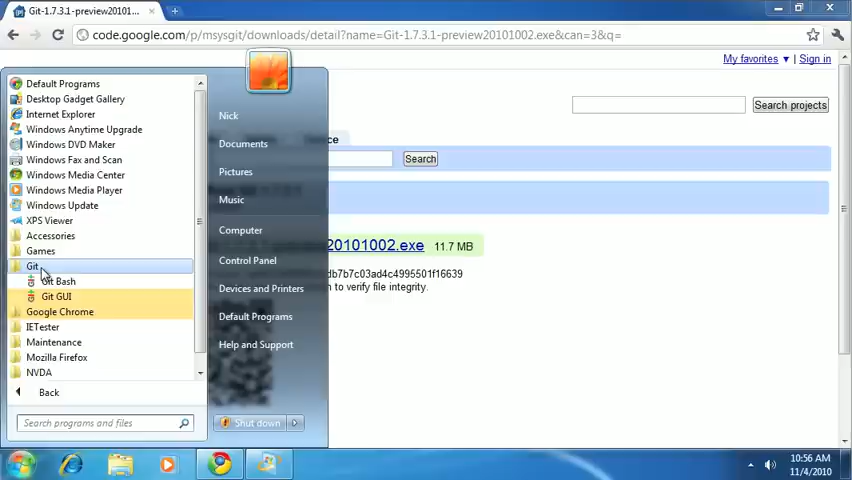 Git-1.7.3.1-preview20101...
code.google.com/p/msysgit/downloads/detail?name=Git-1.7.3.1-preview20101002.exe&can=3&q=
My favorites ▼ | Sign in
Search projects
Search
20101002.exe 11.7 MB
db7b7c03ad4c4995501f16639
n to verify file integrity.
Default Programs
Desktop Gadget Gallery
Internet Explorer
Windows Anytime Upgrade
Windows DVD Maker
Windows Fax and Scan
Windows Media Center
Windows Media Player
Windows Update
XPS Viewer
Accessories
Games
Git
Git Bash
Git GUI
Google Chrome
IETester
Maintenance
Mozilla Firefox
NVDA
Back
Search programs and files
Nick
Documents
Pictures
Music
Computer
Control Panel
Devices and Printers
Default Programs
Help and Support
Shut down
10:56 AM
11/4/2010